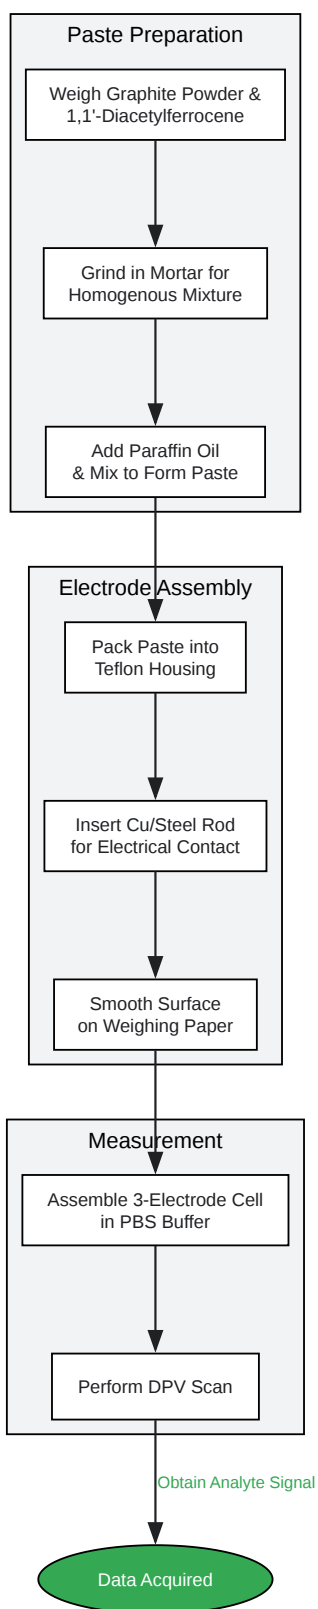 Paste Preparation
Weigh Graphite Powder &
1,1'-Diacetylferrocene
Grind in Mortar for
Homogenous Mixture
Add Paraffin Oil
& Mix to Form Paste
Electrode Assembly
Pack Paste into
Teflon Housing
Insert Cu/Steel Rod
for Electrical Contact
Smooth Surface
on Weighing Paper
Measurement
Assemble 3-Electrode Cell
in PBS Buffer
Perform DPV Scan
Obtain Analyte Signal
Data Acquired